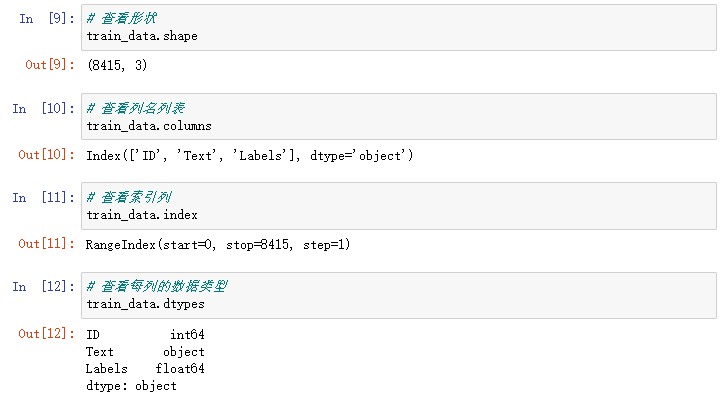 In [9]: # 查看形状
train_data.shape
Out[9]: (8415, 3)
In [10]: # 查看列名列表
train_data.columns
Out[10]: Index(['ID', 'Text', 'Labels'], dtype='object')
In [11]: # 查看索引列
train_data.index
Out[11]: RangeIndex(start=0, stop=8415, step=1)
In [12]: # 查看每列的数据类型
train_data.dtypes
Out[12]: ID int64
Text object
Labels float64
dtype: object